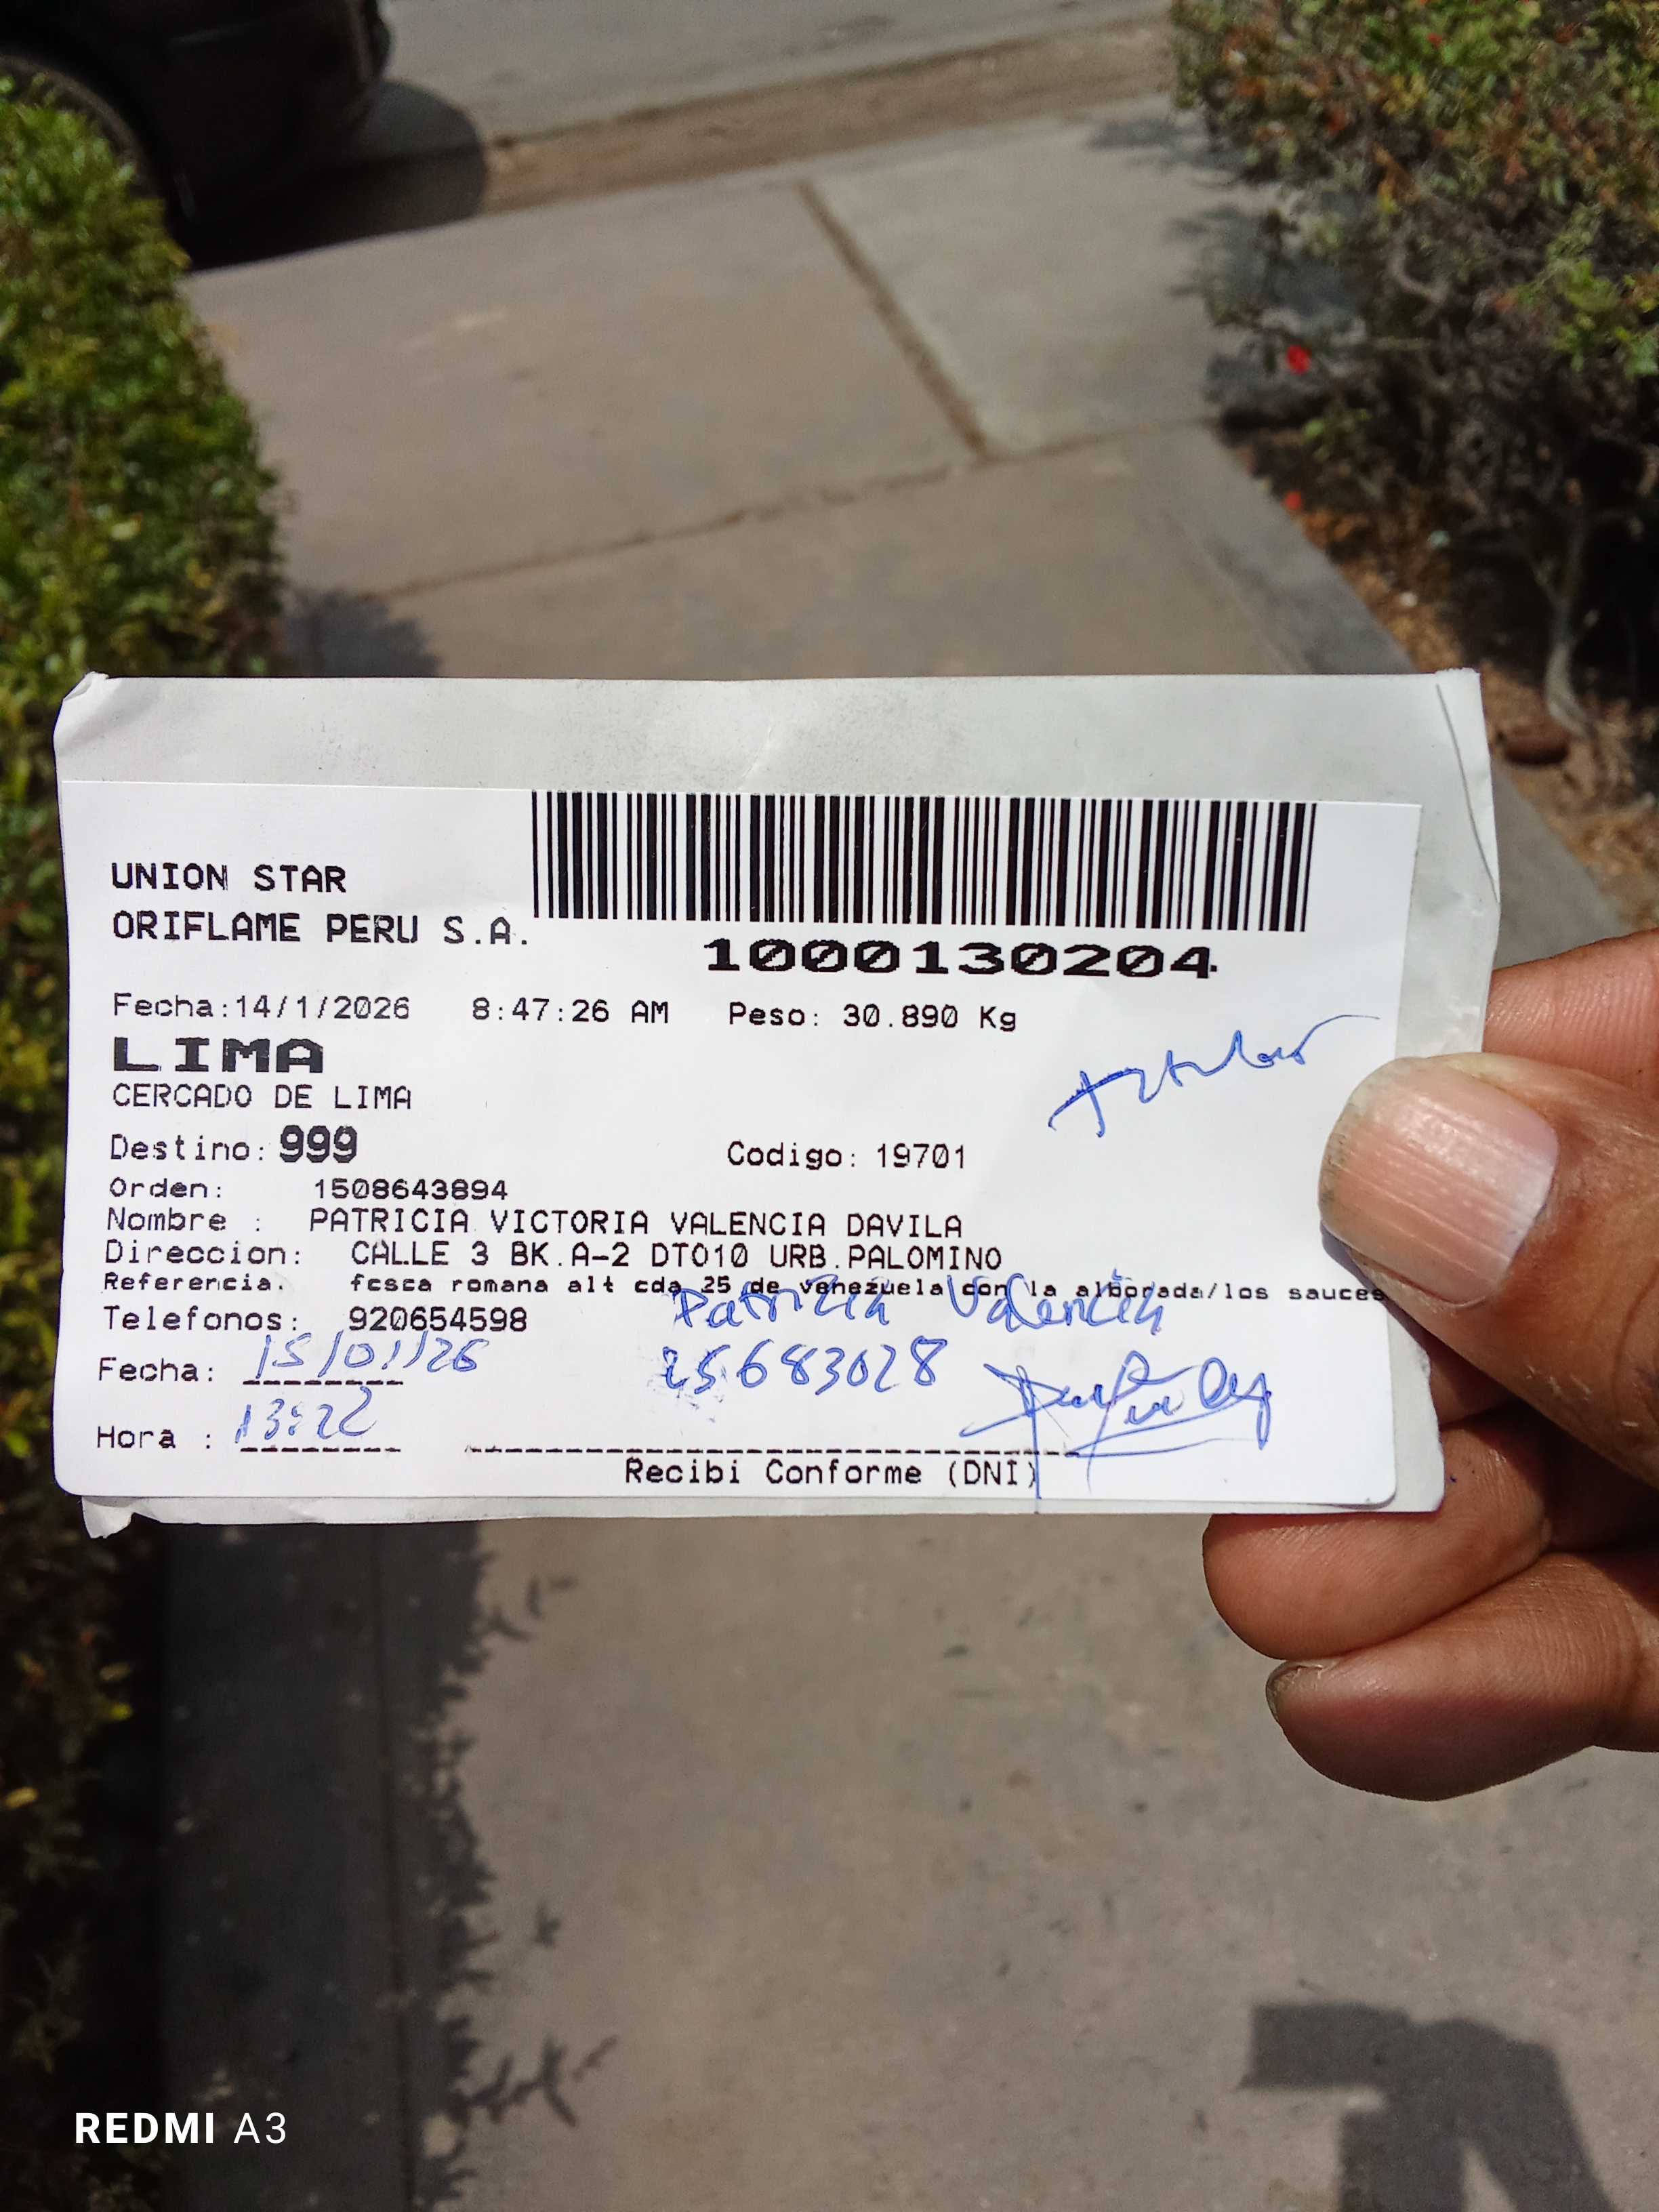 UNION STAR
ORIFLAME PERU S.A.
1000130204
Fecha:14/1/2026 8:47:26 AM Peso: 30.890 Kg
LIMA
CERCADO DE LIMA
Destino: 999 Codigo: 19701
Orden: 1508643894
Nombre : PATRICIA VICTORIA VALENCIA DAVILA
Direccion: CALLE 3 BK.A-2 DTO10 URB.PALOMINO
Referencia. fcsca romana alt cda 25 de venezuela con la alborada/los sauces
Patrizia Valencia
Telefonos: 920654598
Fecha: 15/01/26 25683028
Hora : 13:22
Recibi Conforme (DNI)
REDMI A3